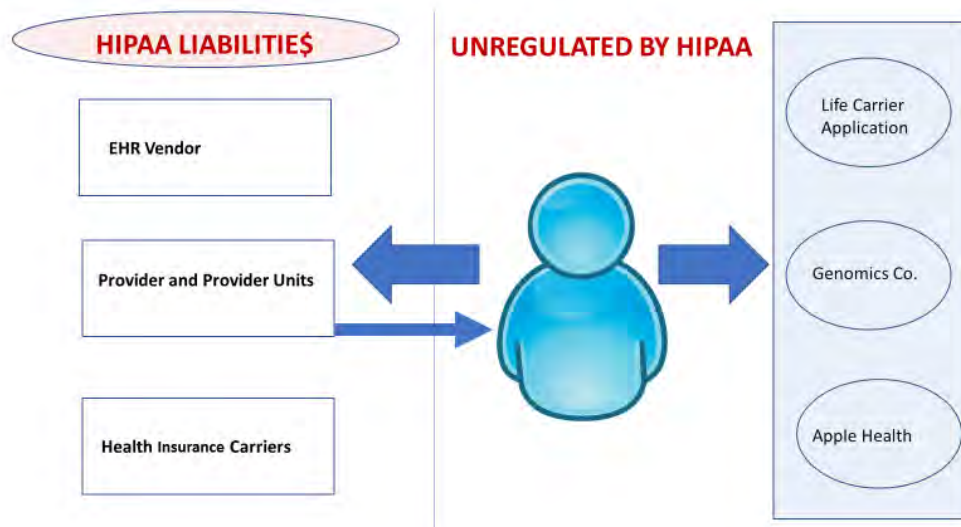 HIPAA LIABILITIE$
UNREGULATED BY HIPAA
EHR Vendor
Provider and Provider Units
Health Insurance Carriers
Life Carrier
Application
Genomics Co.
Apple Health